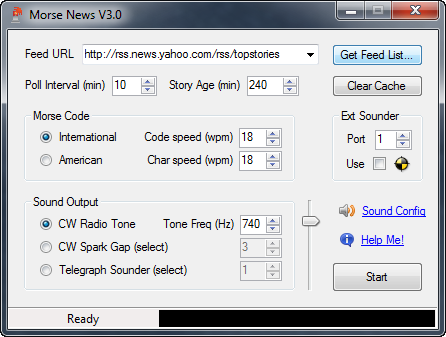 Morse News V3.0
Feed URL http://rss.news.yahoo.com/rss/topstories Get Feed List...
Poll Interval (min) 10 Story Age (min) 240 Clear Cache
Morse Code Ext Sounder
International Code speed (wpm) 18 Port 1
American Char speed (wpm) 18 Use
Sound Output
CW Radio Tone Tone Freq (Hz) 740 Sound Config
CW Spark Gap (select) 3 Help Me!
Telegraph Sounder (select) 1 Start
Ready